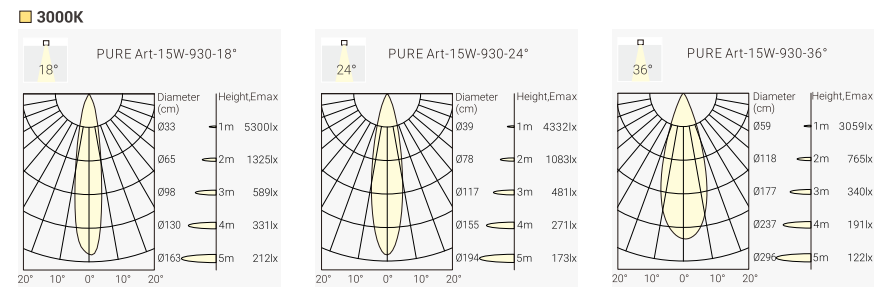 3000K
18°
PURE Art-15W-930-18°
Diameter (cm) Height,Emax
Ø33 1m 5300lx
Ø65 2m 1325lx
Ø98 3m 589lx
Ø130 4m 331lx
Ø163 5m 212lx
20° 10° 0° 10° 20°
24°
PURE Art-15W-930-24°
Diameter (cm) Height,Emax
Ø39 1m 4332lx
Ø78 2m 1083lx
Ø117 3m 481lx
Ø155 4m 271lx
Ø194 5m 173lx
20° 10° 0° 10° 20°
36°
PURE Art-15W-930-36°
Diameter (cm) Height,Emax
Ø59 1m 3059lx
Ø118 2m 765lx
Ø177 3m 340lx
Ø237 4m 191lx
Ø296 5m 122lx
20° 10° 0° 10° 20°